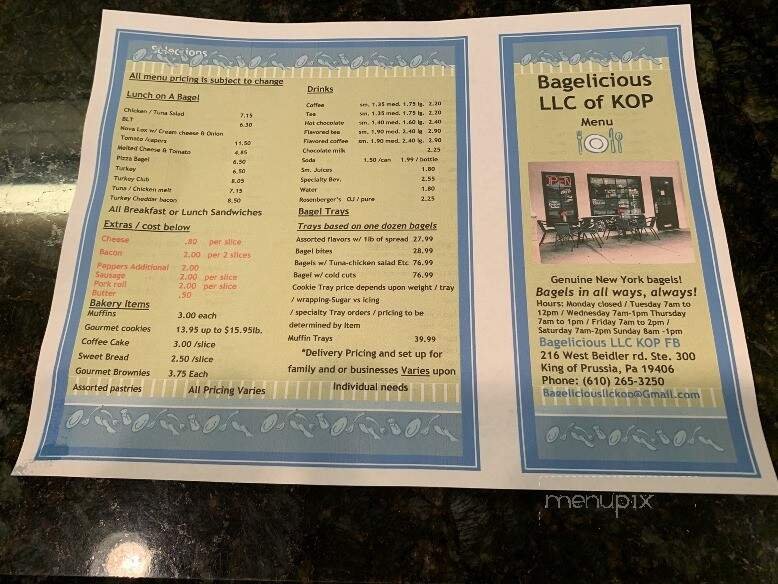 Selections
All menu pricing is subject to change
Lunch on A Bagel
Chicken / Tuna Salad 7.15
BLT 6.30
Nova Lox w/ Cream cheese & Onion
Tomato /capers 11.50
Melted Cheese & Tomato 4.85
Pizza Bagel 6.50
Turkey 6.50
Turkey Club 8.05
Tuna / Chicken melt 7.15
Turkey Cheddar bacon 8.50
All Breakfast or Lunch Sandwiches
Extras / cost below
Cheese .80 per slice
Bacon 2.00 per 2 slices
Peppers Additional 2.00
Sausage 2.00 per slice
Pork roll 2.00 per slice
Butter .50
Bakery Items
Muffins 3.00 each
Gourmet cookies 13.95 up to $15.95lb.
Coffee Cake 3.00 /slice
Sweet Bread 2.50 /slice
Gourmet Brownies 3.75 Each
Assorted pastries All Pricing Varies
Drinks
Coffee sm. 1.35 med. 1.75 lg. 2.20
Tea sm. 1.35 med. 1.75 lg. 2.20
Hot chocolate sm. 1.40 med. 1.60 lg. 2.40
Flavored tea sm. 1.90 med. 2.40 lg 2.90
Flavored coffee sm. 1.90 med. 2.40 lg. 2.90
Chocolate milk 2.25
Soda 1.50 /can 1.99 / bottle
Sm. Juices 1.80
Specialty Bev. 2.55
Water 1.80
Rosenberger's OJ / pure 2.25
Bagel Trays
Trays based on one dozen bagels
Assorted flavors w/ 1lb of spread 27.99
Bagel bites 28.99
Bagels w/ Tuna-chicken salad Etc 76.99
Bagel w/ cold cuts 76.99
Cookie Tray price depends upon weight / tray
/ wrapping-Sugar vs icing
/ specialty Tray orders / pricing to be
determined by Item
Muffin Trays 39.99
*Delivery Pricing and set up for
family and or businesses Varies upon
Individual needs
Bagelicious
LLC of KOP
Menu
OPEN
Genuine New York bagels!
Bagels in all ways, always!
Hours: Monday closed / Tuesday 7am to
12pm / Wednesday 7am-1pm Thursday
7am to 1pm / Friday 7am to 2pm /
Saturday 7am-2pm Sunday 8am -1pm
Bagelicious LLC KOP FB
216 West Beidler rd. Ste. 300
King of Prussia, Pa 19406
Phone: (610) 265-3250
Bageliciousllckop@Gmail.com
menupix